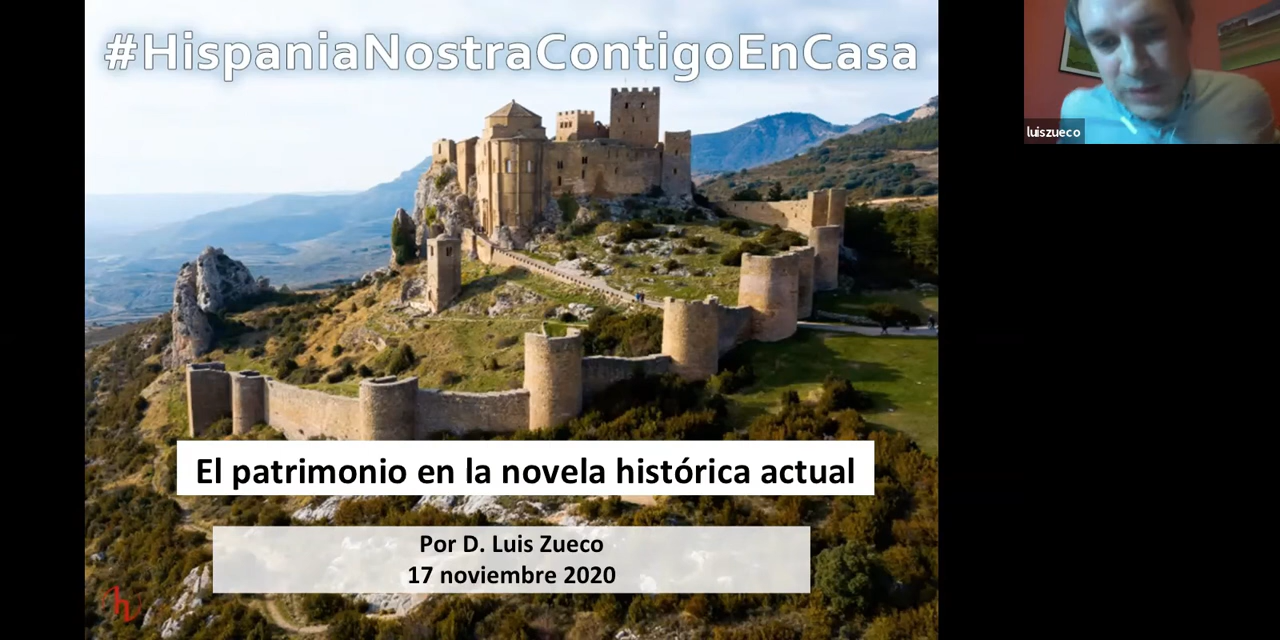 #HispaniaNostraContigoEnCasa
luiszueco
El patrimonio en la novela histórica actual
Por D. Luis Zueco
17 noviembre 2020
h